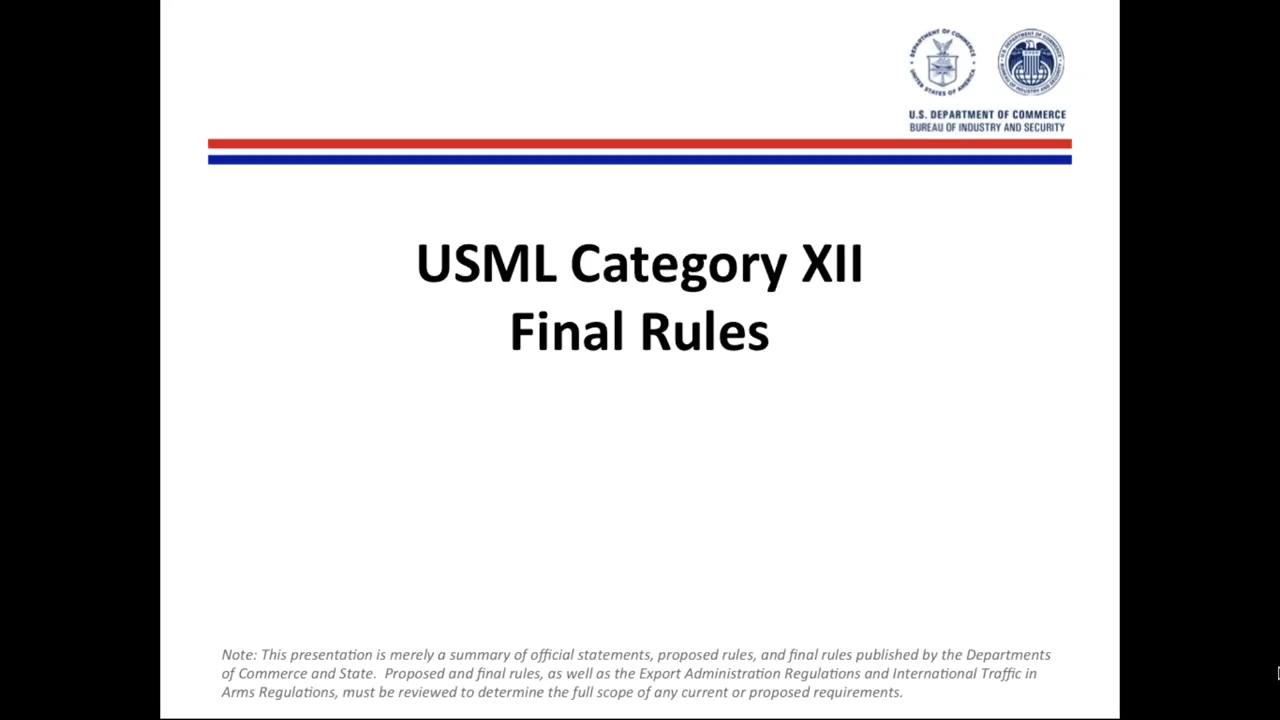 U.S. DEPARTMENT OF COMMERCE
BUREAU OF INDUSTRY AND SECURITY
USML Category XII
Final Rules
Note: This presentation is merely a summary of official statements, proposed rules, and final rules published by the Departments
of Commerce and State.  Proposed and final rules, as well as the Export Administration Regulations and International Traffic in
Arms Regulations, must be reviewed to determine the full scope of any current or proposed requirements.